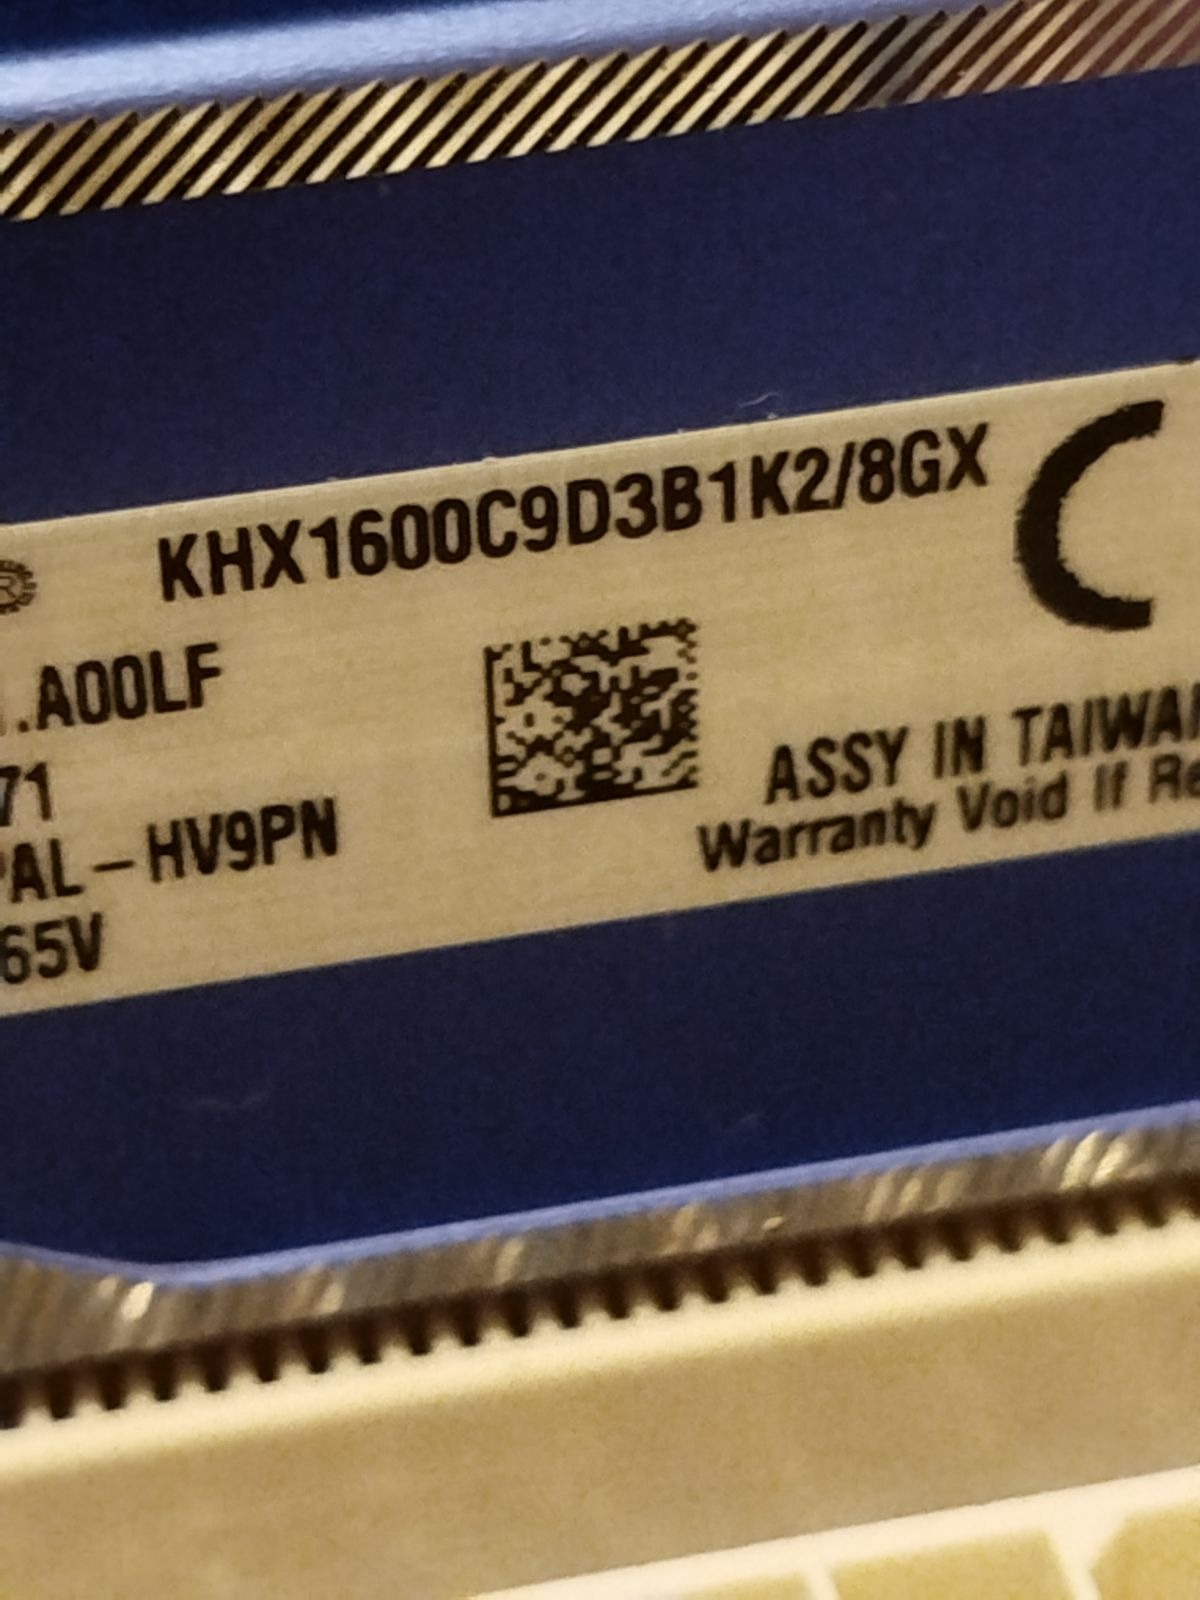 KHX1600C9D3B1K2/8GX
.A00LF
71
AL-HV9PN
ASSY IN TAIWA
65V
Warranty Void If Re